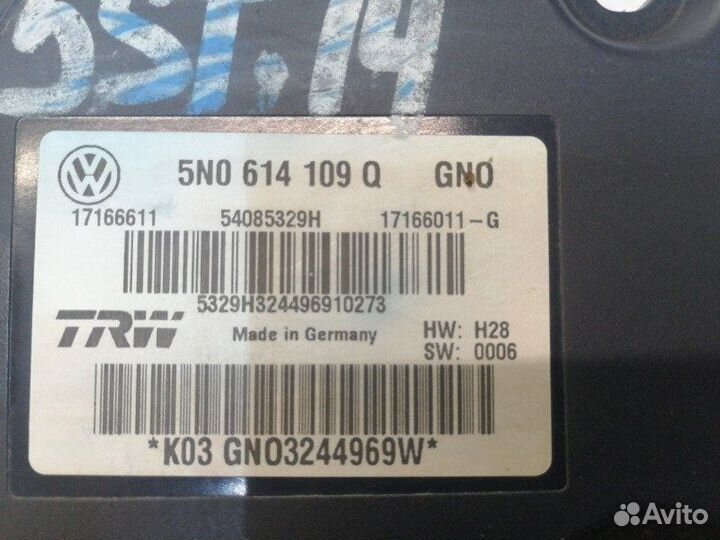 5N0 614 109 Q GNO
17166611 54085329H 17166011-G
5329H324496910273
TRW Made in Germany HW: H28
SW: 0006
*K03 GNO3244969W*
Avito